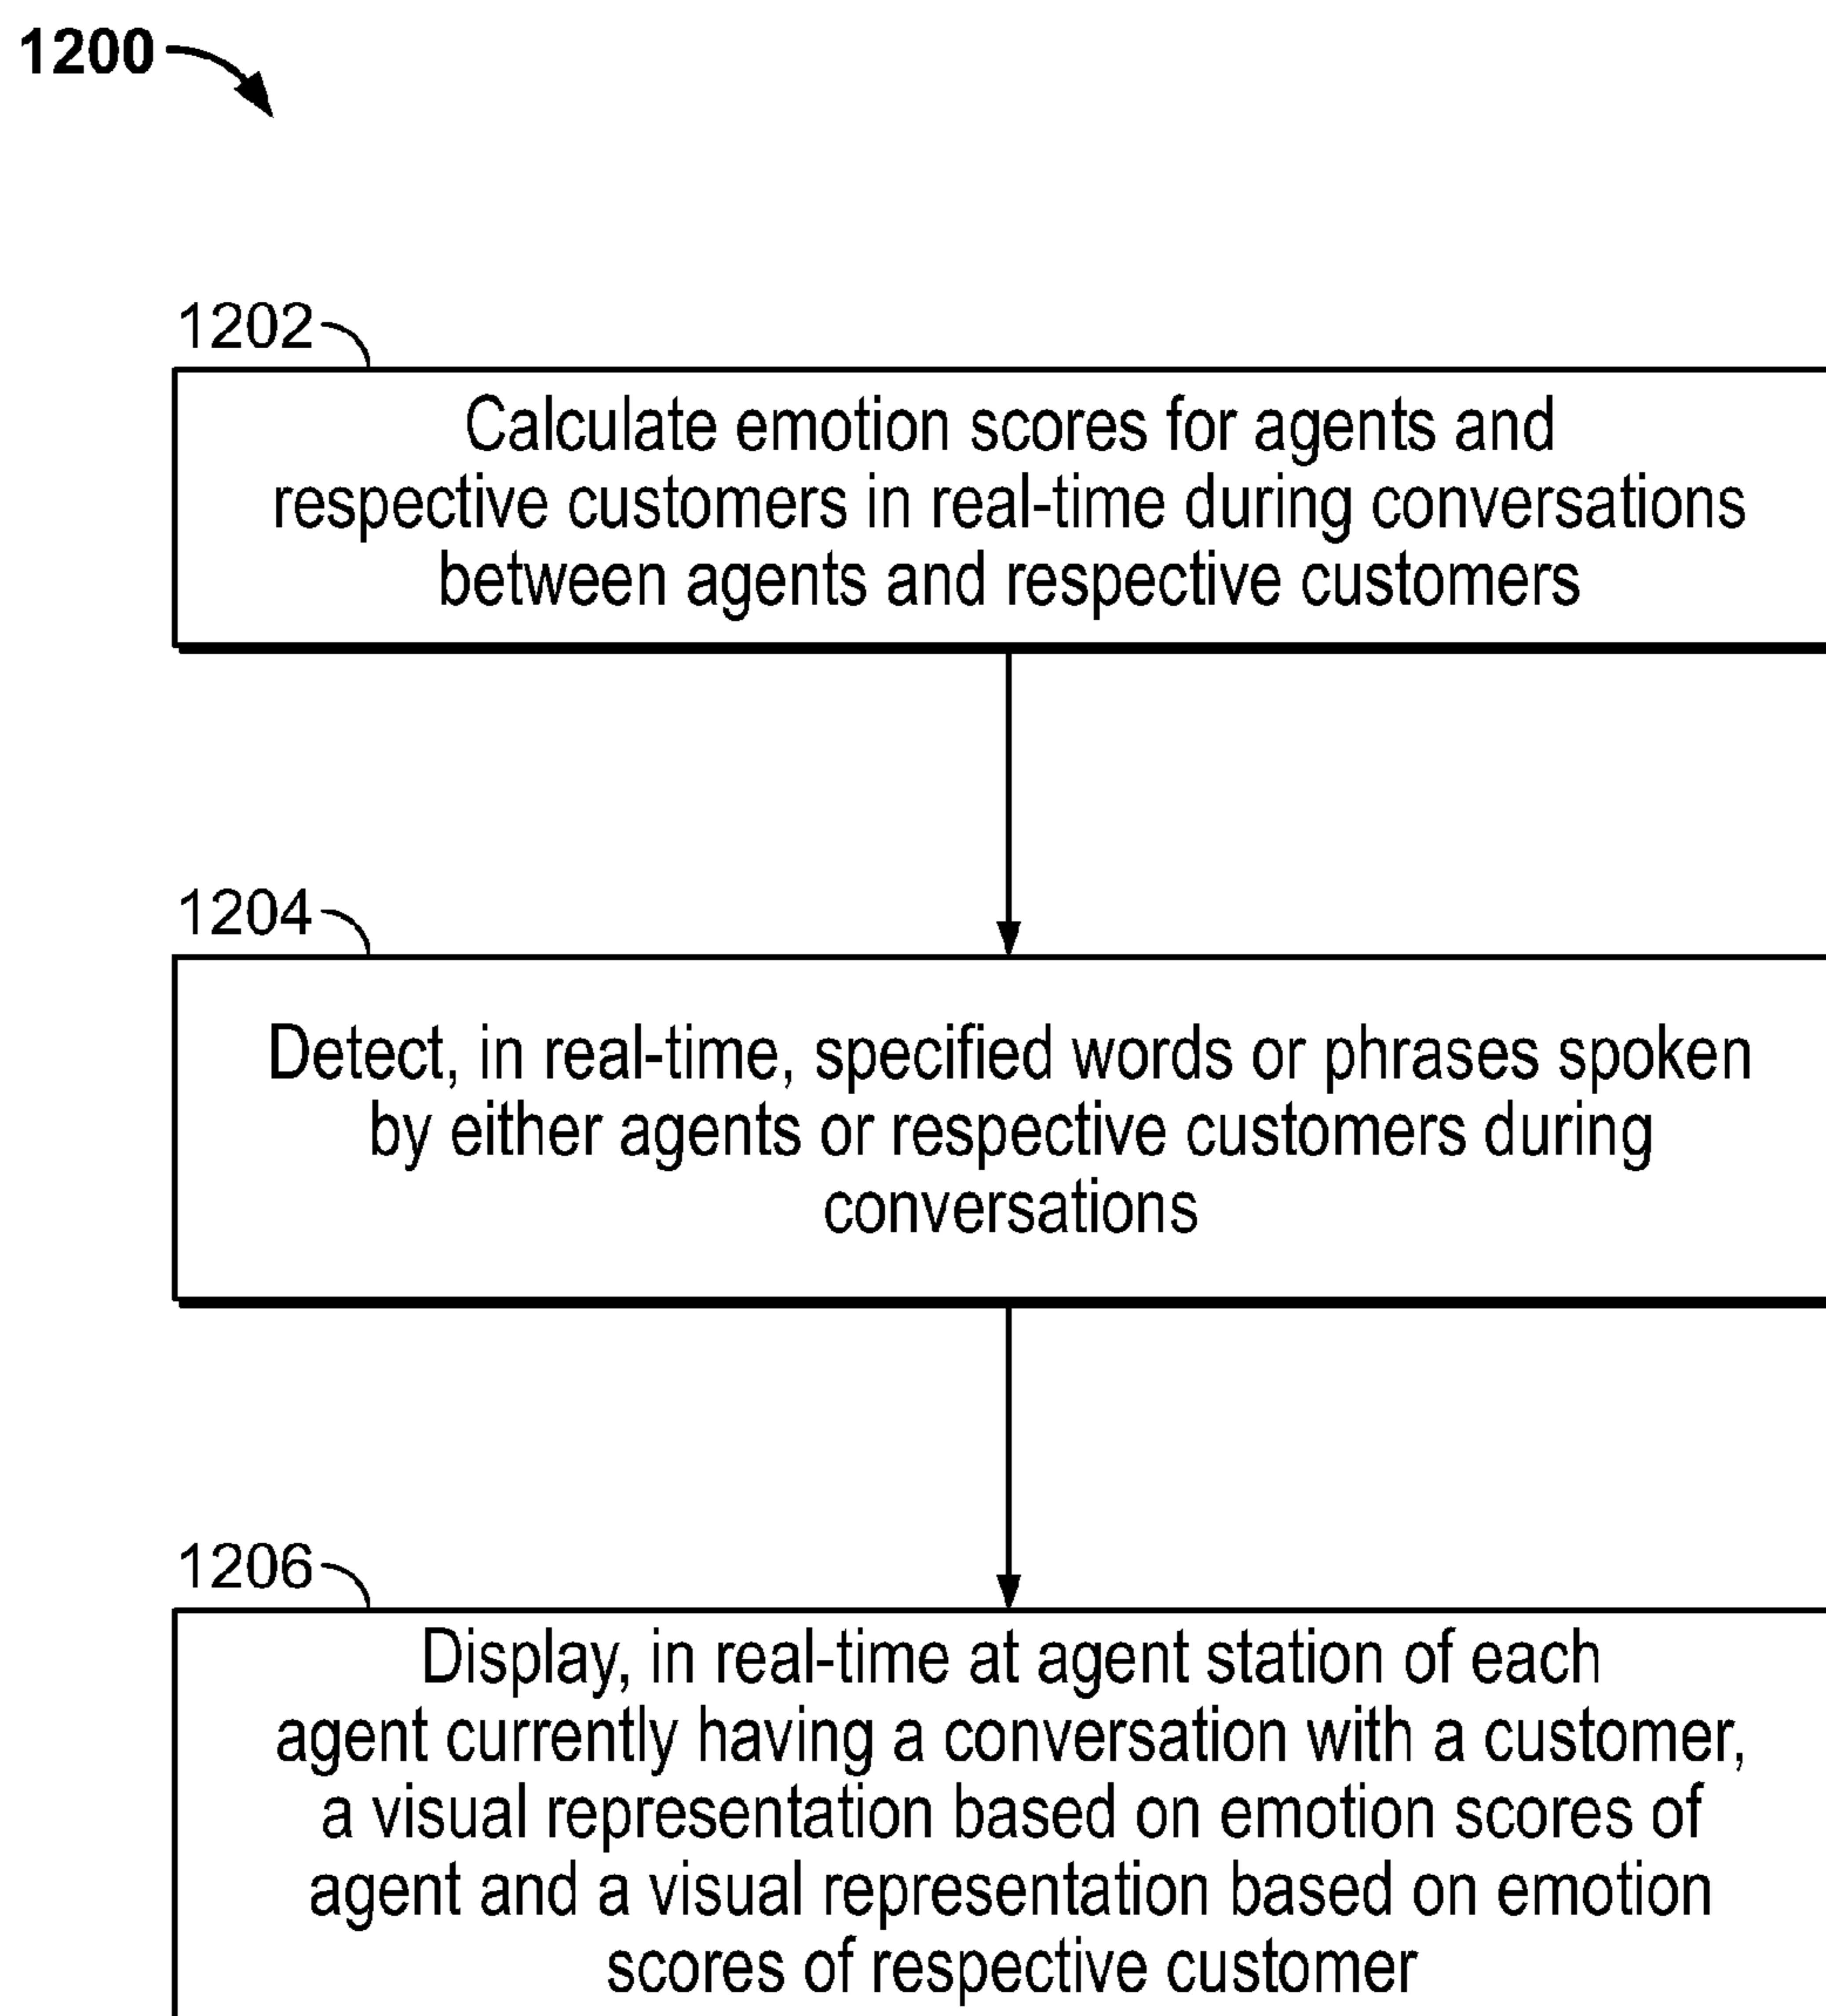 1200
1202
Calculate emotion scores for agents and
respective customers in real-time during conversations
between agents and respective customers
1204
Detect, in real-time, specified words or phrases spoken
by either agents or respective customers during
conversations
1206
Display, in real-time at agent station of each
agent currently having a conversation with a customer,
a visual representation based on emotion scores of
agent and a visual representation based on emotion
scores of respective customer